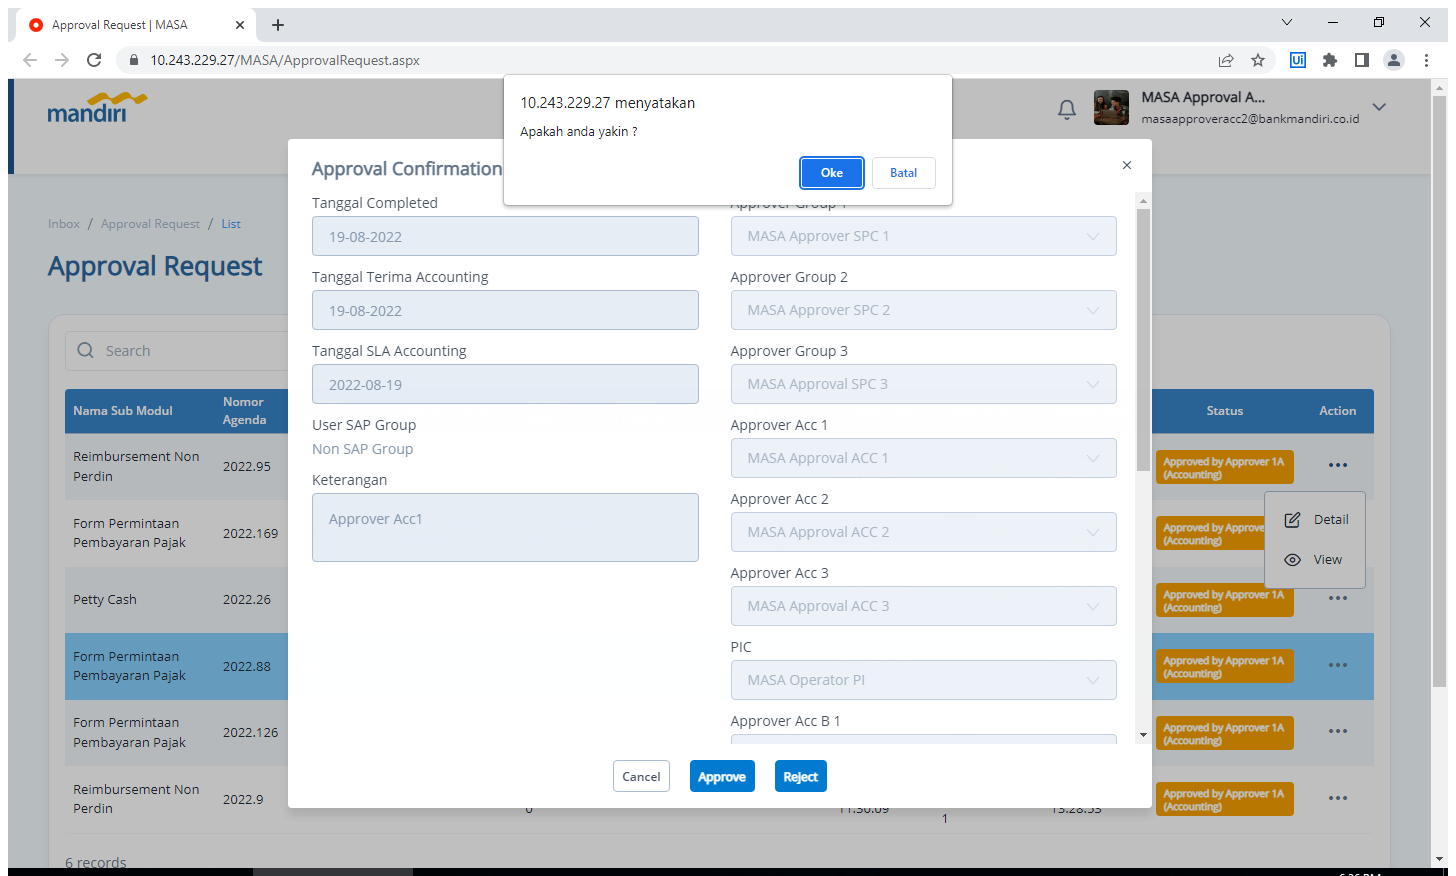 Approval Request | MASA
10.243.229.27/MASA/ApprovalRequest.aspx
Ui
mandiri
MASA Approval A...
masaapproveracc2@bankmandiri.co.id
10.243.229.27 menyatakan
Apakah anda yakin ?
Oke
Batal
Inbox / Approval Request / List
Approval Request
Search
Nama Sub Modul
Nomor
Agenda
Status
Action
Reimbursement Non
Perdin
2022.95
Approved by Approver 1A
(Accounting)
Form Permintaan
Pembayaran Pajak
2022.169
(Accounting)
Detail
View
Petty Cash
2022.26
Approved by Approver 1A
(Accounting)
Form Permintaan
Pembayaran Pajak
2022.88
Approved by Approver 1A
(Accounting)
Form Permintaan
Pembayaran Pajak
2022.126
Approved by Approver 1A
(Accounting)
Reimbursement Non
Perdin
2022.9
0
11:30:09
1
13:28:53
Approved by Approver 1A
(Accounting)
6 records
Approval Confirmation
Tanggal Completed
19-08-2022
Tanggal Terima Accounting
19-08-2022
Tanggal SLA Accounting
2022-08-19
User SAP Group
Non SAP Group
Keterangan
Approver Acc1
Approver Group 1
MASA Approver SPC 1
Approver Group 2
MASA Approver SPC 2
Approver Group 3
MASA Approval SPC 3
Approver Acc 1
MASA Approval ACC 1
Approver Acc 2
MASA Approval ACC 2
Approver Acc 3
MASA Approval ACC 3
PIC
MASA Operator PI
Approver Acc B 1
Cancel
Approve
Reject